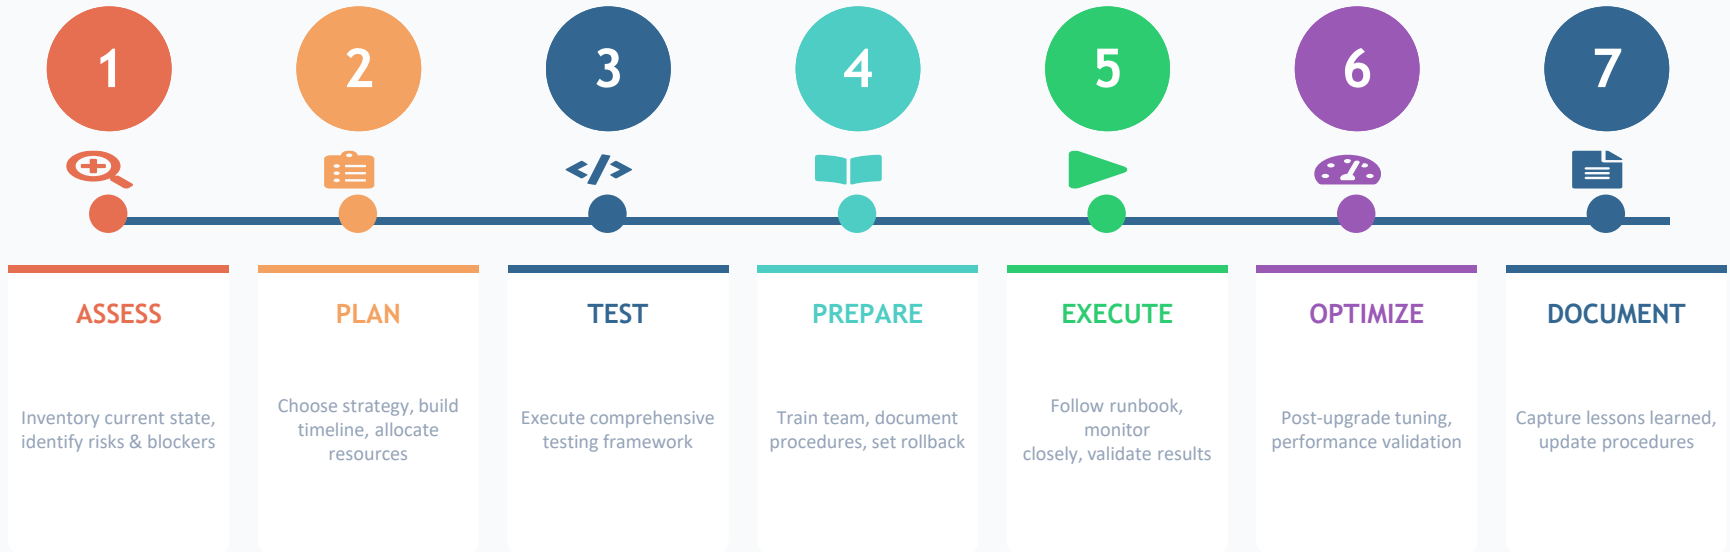 1
2
3
4
5
6
7
ASSESS
Inventory current state,
identify risks & blockers
PLAN
Choose strategy, build
timeline, allocate
resources
TEST
Execute comprehensive
testing framework
PREPARE
Train team, document
procedures, set rollback
EXECUTE
Follow runbook,
monitor
closely, validate results
OPTIMIZE
Post-upgrade tuning,
performance validation
DOCUMENT
Capture lessons learned,
update procedures